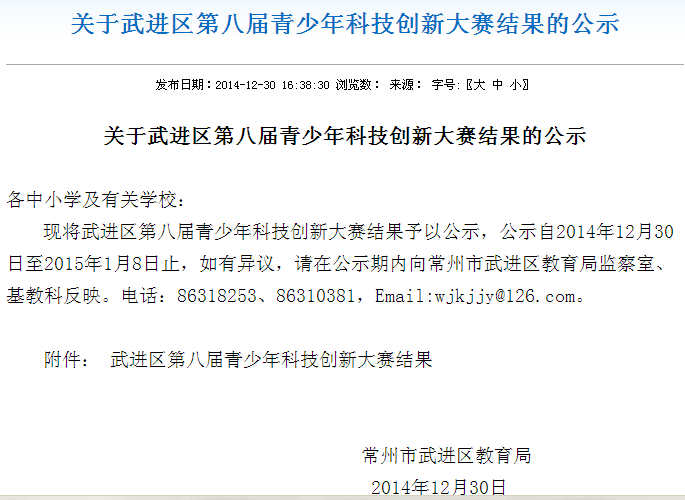 关于武进区第八届青少年科技创新大赛结果的公示
发布日期：2014-12-30 16:38:30 浏览数： 来源： 字号:〖大 中 小〗
关于武进区第八届青少年科技创新大赛结果的公示
各中小学及有关学校：
现将武进区第八届青少年科技创新大赛结果予以公示，公示自2014年12月30
日至2015年1月8日止，如有异议，请在公示期内向常州市武进区教育局监察室、
基教科反映。电话：86318253、86310381，Email:wjkjjy@126.com。
附件： 武进区第八届青少年科技创新大赛结果
常州市武进区教育局
2014年12月30日